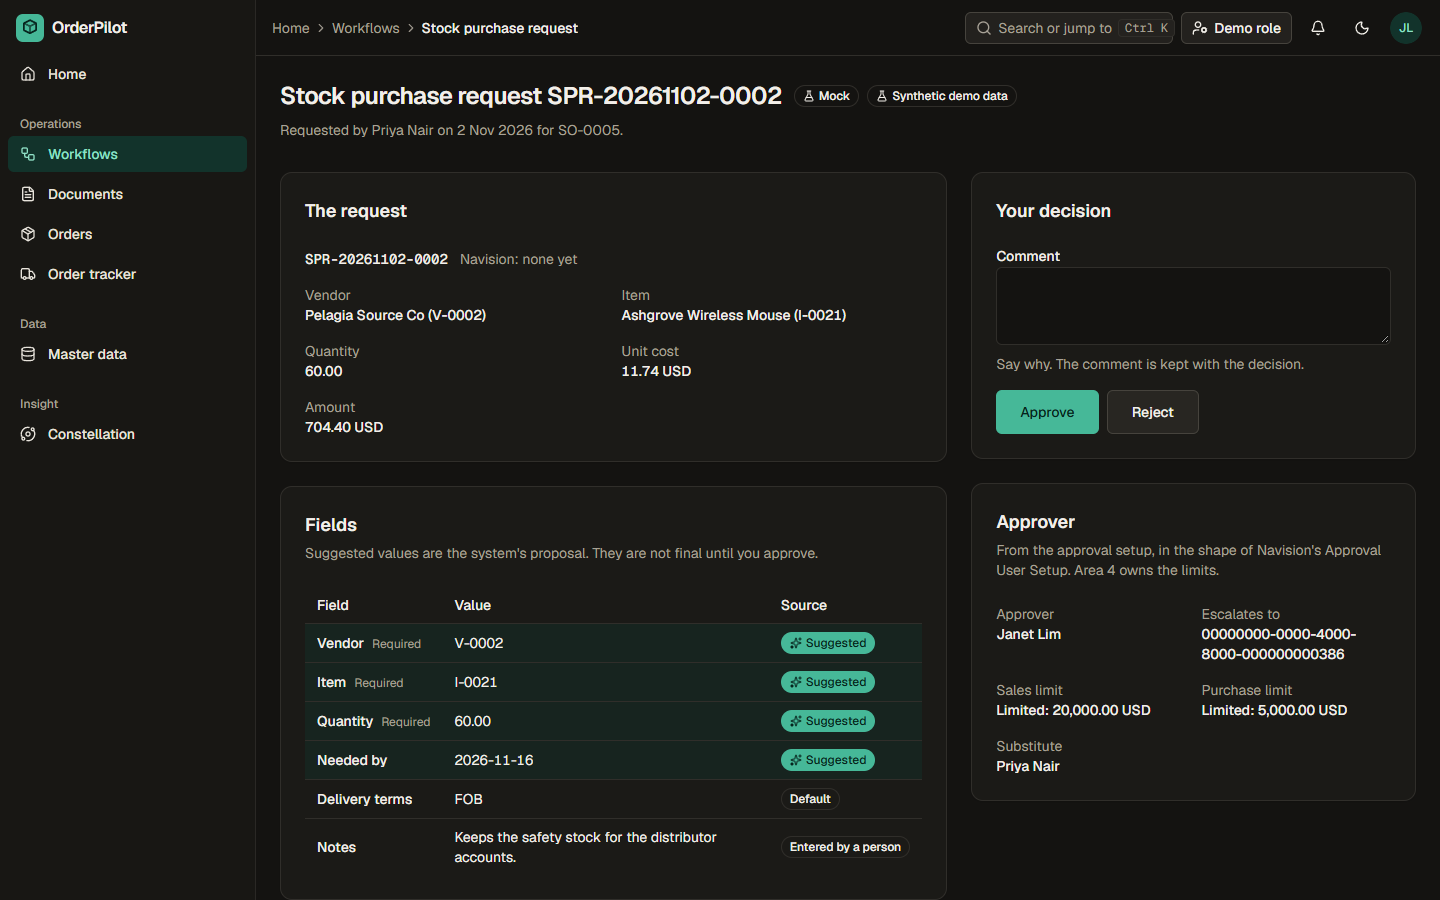 OrderPilot
Home
Operations
Workflows
Documents
Orders
Order tracker
Data
Master data
Insight
Constellation
Home > Workflows > Stock purchase request
Search or jump to Ctrl K
Demo role
JL
Stock purchase request SPR-20261102-0002
Mock
Synthetic demo data
Requested by Priya Nair on 2 Nov 2026 for SO-0005.
The request
SPR-20261102-0002 Navision: none yet
Vendor
Pelagia Source Co (V-0002)
Item
Ashgrove Wireless Mouse (I-0021)
Quantity
60.00
Unit cost
11.74 USD
Amount
704.40 USD
Fields
Suggested values are the system's proposal. They are not final until you approve.
Field Value Source
Vendor Required V-0002 Suggested
Item Required I-0021 Suggested
Quantity Required 60.00 Suggested
Needed by 2026-11-16 Suggested
Delivery terms FOB Default
Notes Keeps the safety stock for the distributor
accounts. Entered by a person
Your decision
Comment
Say why. The comment is kept with the decision.
Approve Reject
Approver
From the approval setup, in the shape of Navision's Approval
User Setup. Area 4 owns the limits.
Approver
Janet Lim
Escalates to
00000000-0000-4000-
8000-000000000386
Sales limit
Limited: 20,000.00 USD
Purchase limit
Limited: 5,000.00 USD
Substitute
Priya Nair